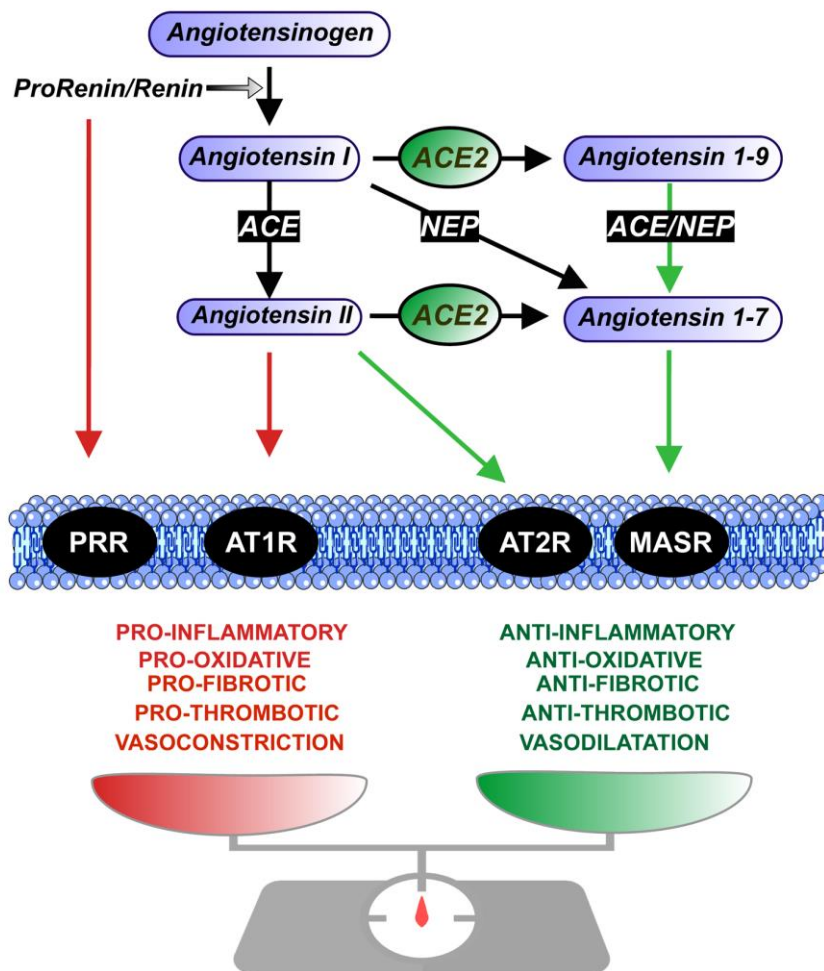 Angiotensinogen
ProRenin/Renin
Angiotensin I
ACE2
Angiotensin 1-9
ACE
NEP
ACE/NEP
Angiotensin II
ACE2
Angiotensin 1-7
PRR
AT1R
AT2R
MASR
PRO-INFLAMMATORY
PRO-OXIDATIVE
PRO-FIBROTIC
PRO-THROMBOTIC
VASOCONSTRICTION
ANTI-INFLAMMATORY
ANTI-OXIDATIVE
ANTI-FIBROTIC
ANTI-THROMBOTIC
VASODILATATION